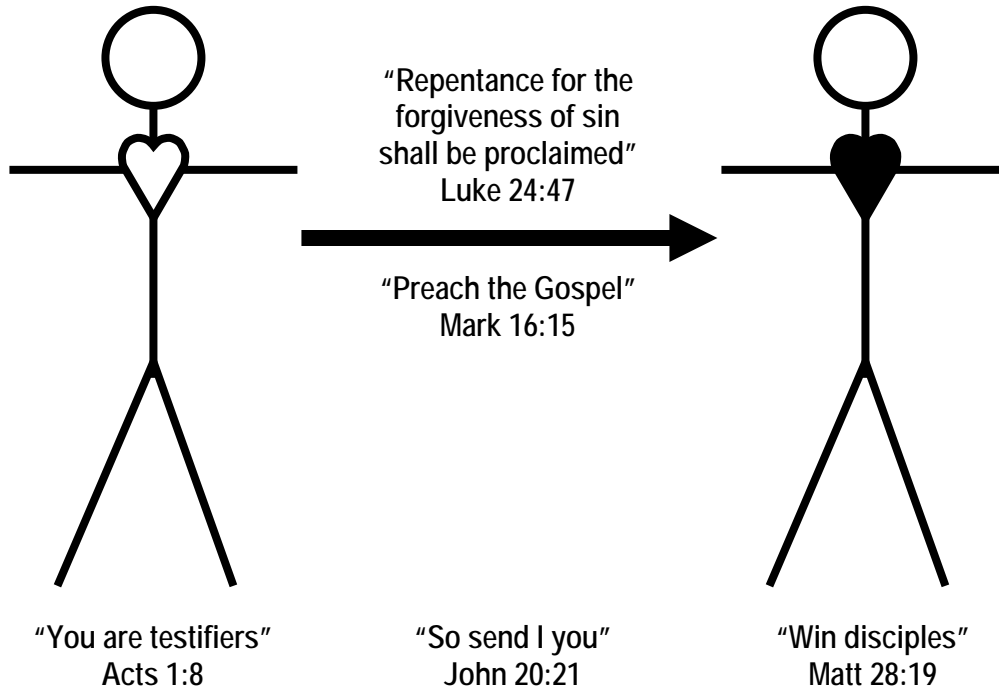 “Repentance for the
forgiveness of sin
shall be proclaimed”
Luke 24:47
“Preach the Gospel”
Mark 16:15
“You are testifiers”
Acts 1:8
“So send I you”
John 20:21
“Win disciples”
Matt 28:19